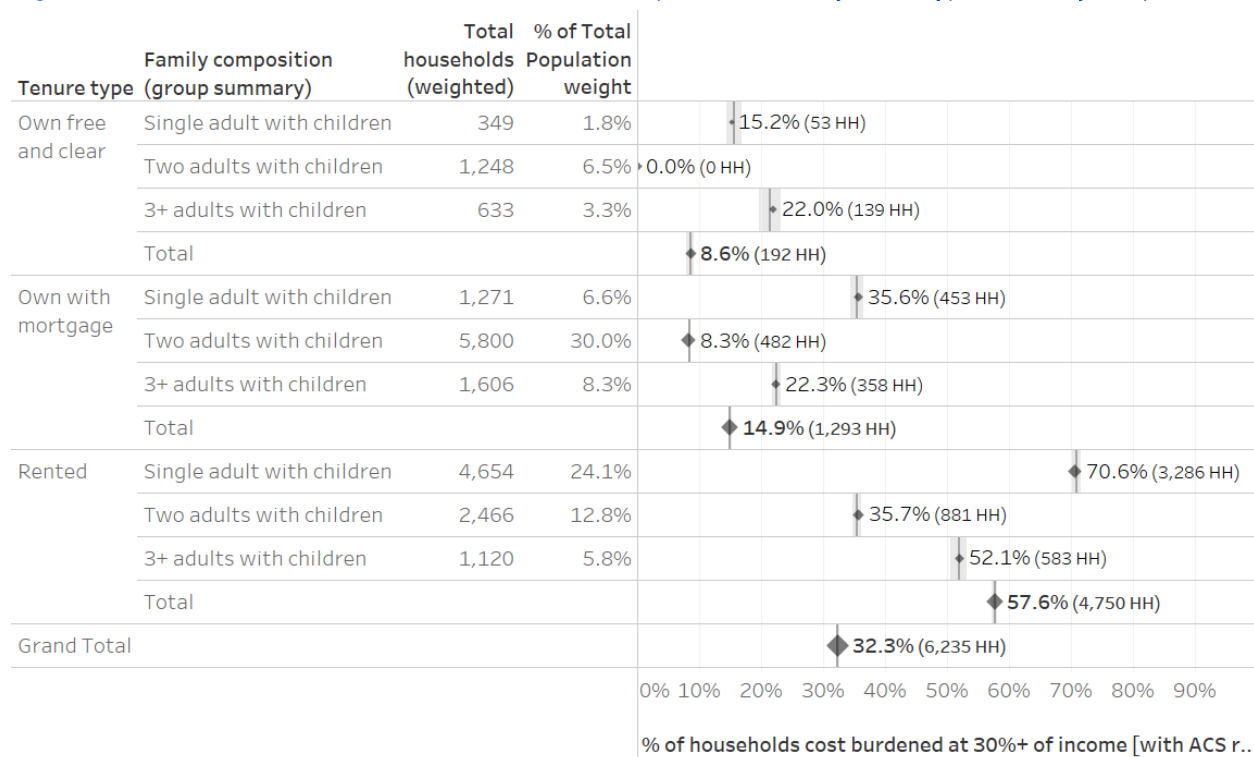 Total % of Total
Family composition households Population
Tenure type (group summary) (weighted) weight
Own free and clear Single adult with children 349 1.8% 15.2% (53 HH)
Two adults with children 1,248 6.5% 0.0% (0 HH)
3+ adults with children 633 3.3% 22.0% (139 HH)
Total 8.6% (192 HH)
Own with mortgage Single adult with children 1,271 6.6% 35.6% (453 HH)
Two adults with children 5,800 30.0% 8.3% (482 HH)
3+ adults with children 1,606 8.3% 22.3% (358 HH)
Total 14.9% (1,293 HH)
Rented Single adult with children 4,654 24.1% 70.6% (3,286 HH)
Two adults with children 2,466 12.8% 35.7% (881 HH)
3+ adults with children 1,120 5.8% 52.1% (583 HH)
Total 57.6% (4,750 HH)
Grand Total 32.3% (6,235 HH)
0% 10% 20% 30% 40% 50% 60% 70% 80% 90%
% of households cost burdened at 30%+ of income [with ACS r..